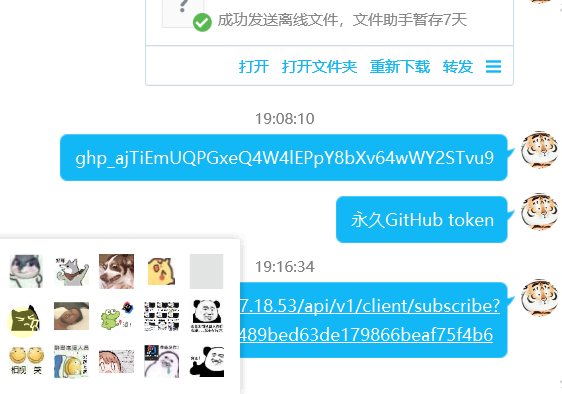 成功发送离线文件，文件助手暂存7天
打开 打开文件夹 重新下载 转发
19:08:10
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
永久GitHub token
19:16:34
7.18.53/api/v1/client/subscribe?
489bed63de179866beaf75f4b6